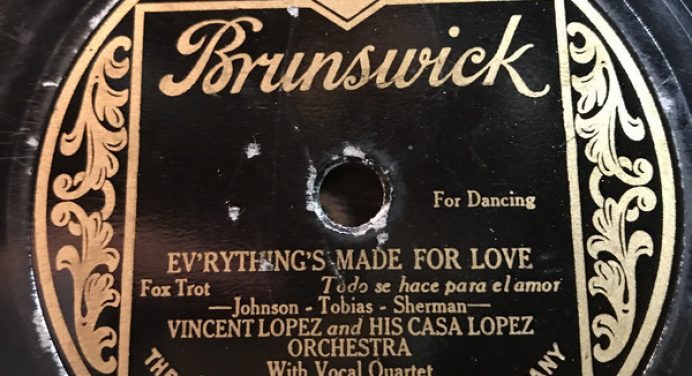 Brunswick
For Dancing
EV'RYTHING'S MADE FOR LOVE
Fox Trot Todo se hace para el amor
—Johnson - Tobias - Sherman—
VINCENT LOPEZ and HIS CASA LOPEZ
ORCHESTRA
With Vocal Quartet
THE